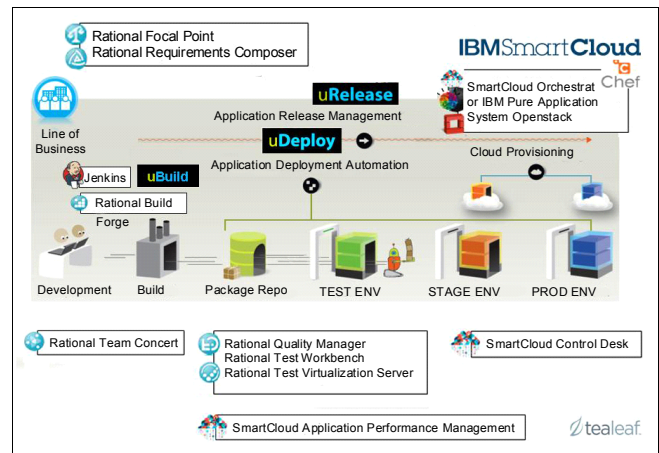 Rational Focal Point
Rational Requirements Composer
IBMSmartCloud
Chef
SmartCloud Orchestrat
or IBM Pure Application
System Openstack
uRelease
Application Release Management
Line of
Business
uDeploy
Application Deployment Automation
Cloud Provisioning
Jenkins
uBuild
Rational Build
Forge
Development
Build
Package Repo
TEST ENV
STAGE ENV
PROD ENV
Rational Team Concert
Rational Quality Manager
Rational Test Workbench
Rational Test Virtualization Server
SmartCloud Control Desk
SmartCloud Application Performance Management
tealeaf